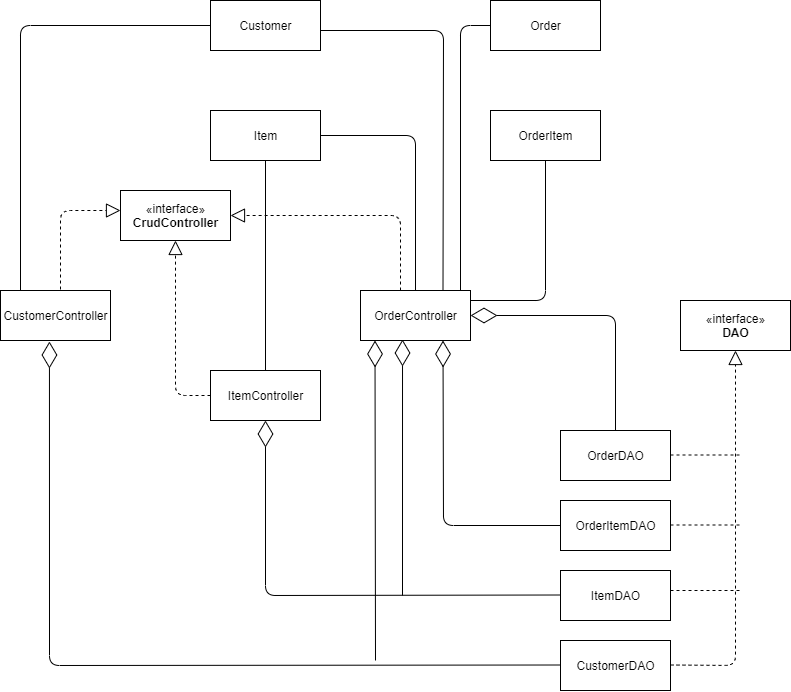 Customer
Order
Item
OrderItem
«interface»
CrudController
CustomerController
OrderController
«interface»
DAO
ItemController
OrderDAO
OrderItemDAO
ItemDAO
CustomerDAO